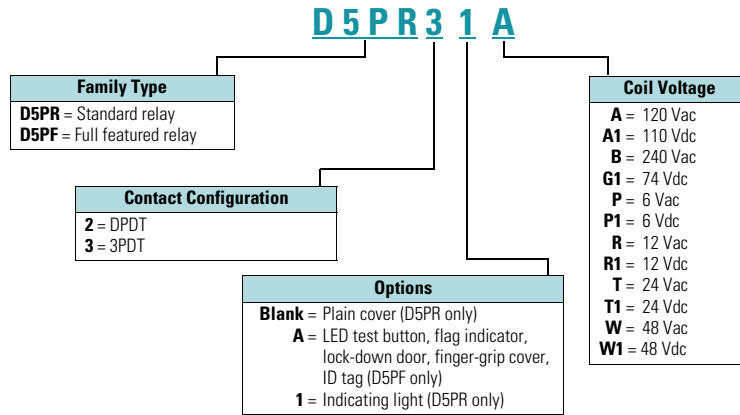 D5PR31A
Family Type
D5PR = Standard relay
D5PF = Full featured relay
Contact Configuration
2 = DPDT
3 = 3PDT
Options
Blank = Plain cover (D5PR only)
A = LED test button, flag indicator,
lock-down door, finger-grip cover,
ID tag (D5PF only)
1 = Indicating light (D5PR only)
Coil Voltage
A = 120 Vac
A1 = 110 Vdc
B = 240 Vac
G1 = 74 Vdc
P = 6 Vac
P1 = 6 Vdc
R = 12 Vac
R1 = 12 Vdc
T = 24 Vac
T1 = 24 Vdc
W = 48 Vac
W1 = 48 Vdc